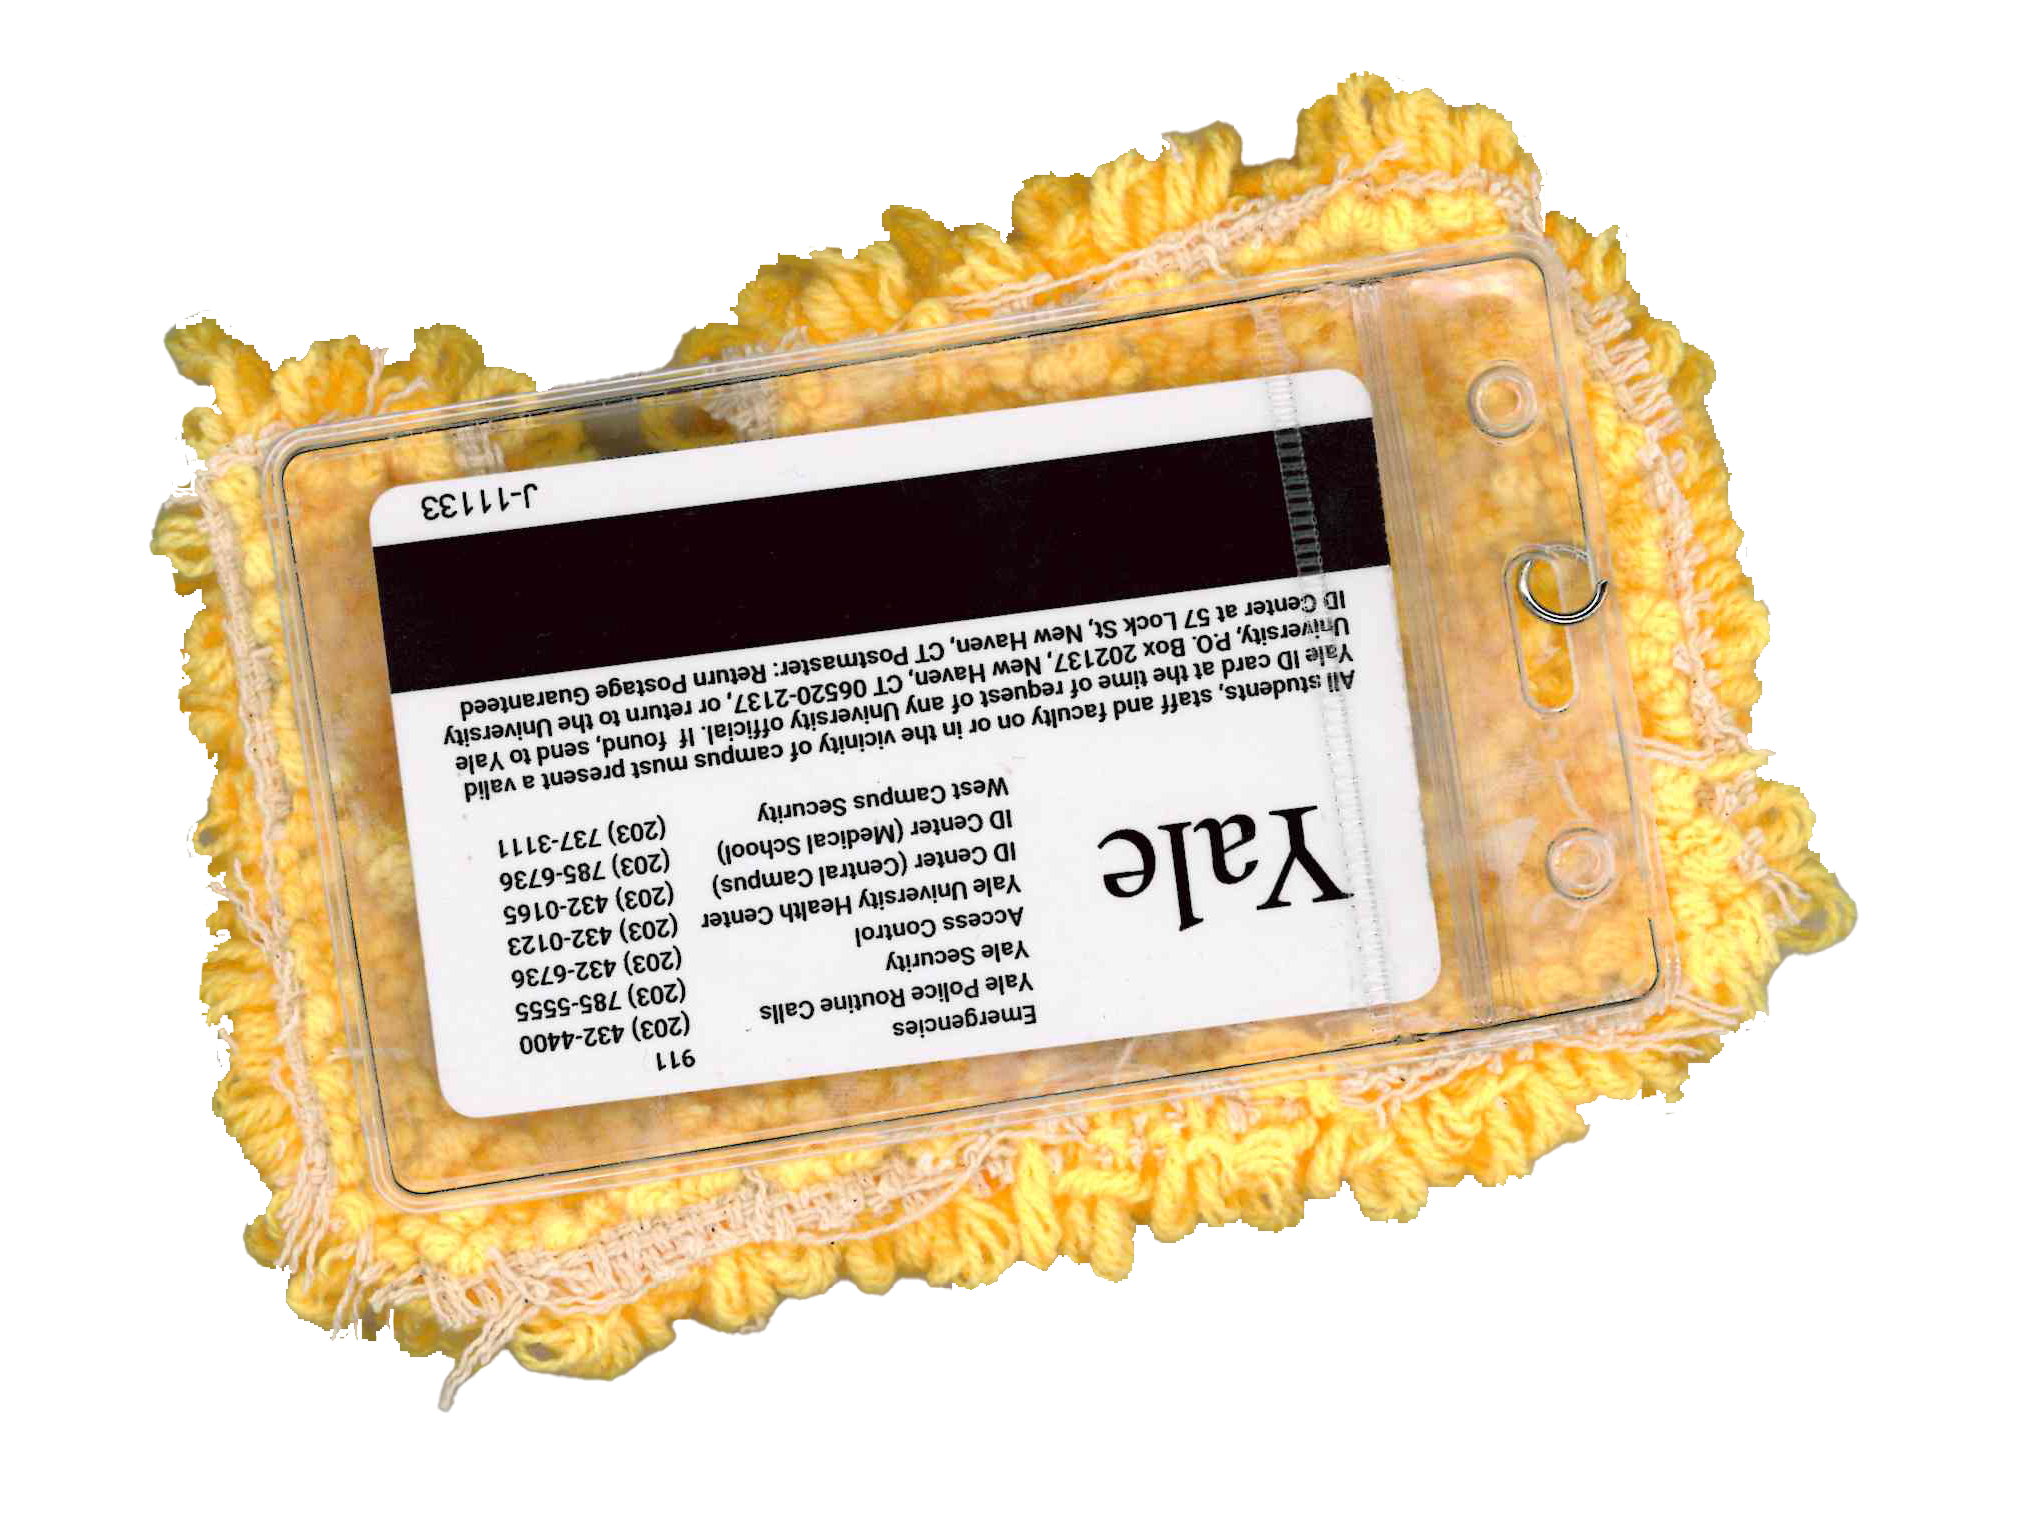 Yale
Emergencies 911
Yale Police Routine Calls (203) 432-4400
Yale Security (203) 785-5555
Access Control (203) 432-6736
Yale University Health Center (203) 432-0123
ID Center (Central Campus) (203) 432-0165
ID Center (Medical School) (203) 785-6736
West Campus Security (203) 737-3111
All students, staff and faculty on or in the vicinity of campus must present a valid
Yale ID card at the time of request of any University official. If found, send to Yale
University, P.O. Box 202137, New Haven, CT 06520-2137, or return to the University
ID Center at 57 Lock St, New Haven, CT Postmaster: Return Postage Guaranteed
J-11133